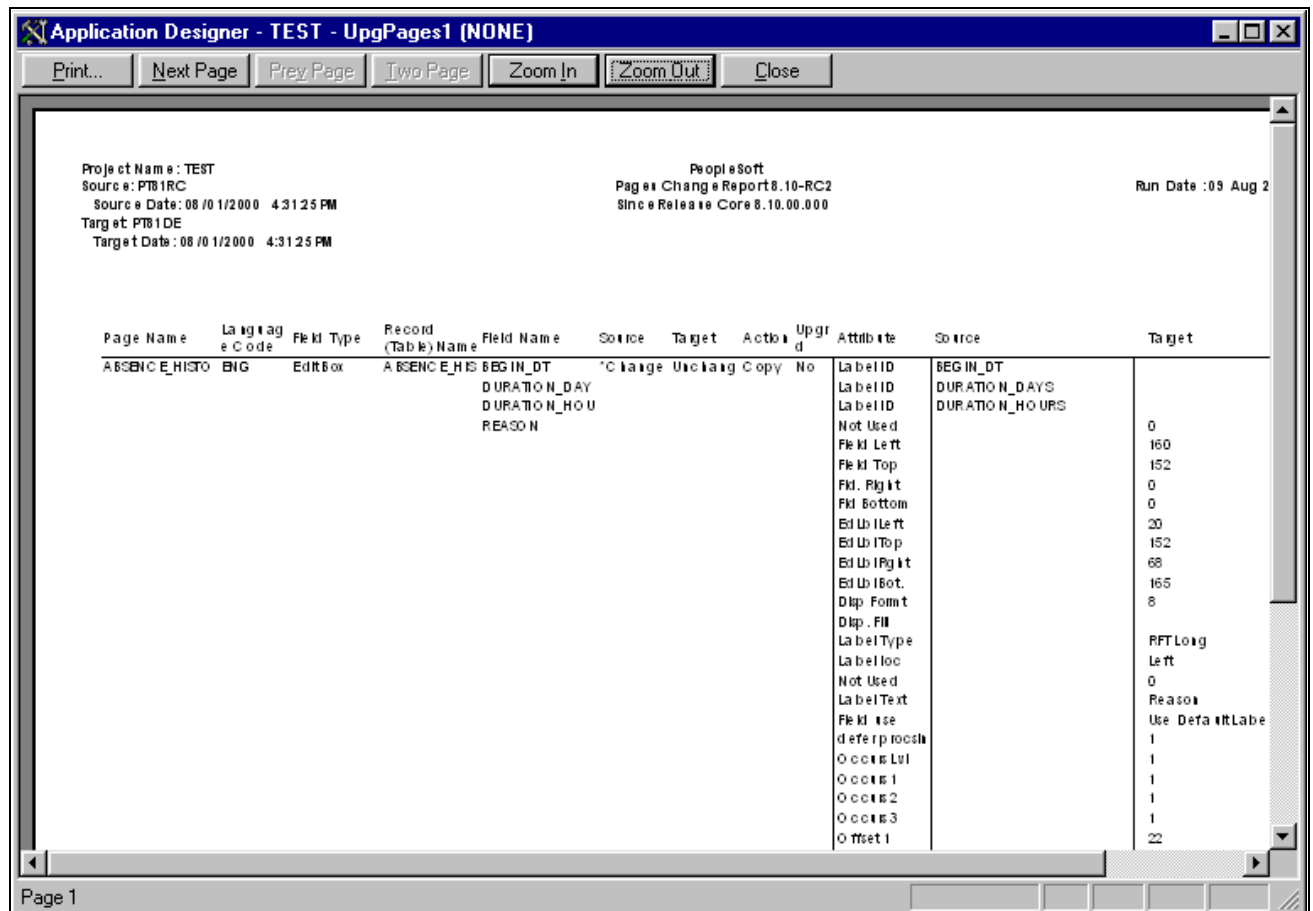 Application Designer - TEST - UpgPages1 (NONE)
Print... Next Page Prev Page Two Page Zoom In Zoom Out Close
Project Name: TEST
PeopleSoft
Source: PT81RC
Pages Change Report 8.10-RC2
Run Date :09 Aug 2
Source Date: 08/01/2000 4:31:25 PM
Since Release Core 8.10.00.000
Target: PT81DE
Target Date: 08/01/2000 4:31:25 PM
Page Name Languag e Code Field Type Record (Table) Name Field Name Source Target Action Upgr d Attribute Source Target
ABSENCE_HISTO ENG EditBox ABSENCE_HIS BEGIN_DT *Change Unchang Copy No LabelID BEGIN_DT
DURATION_DAY LabelID DURATION_DAYS
DURATION_HOU LabelID DURATION_HOURS
REASON Not Used 0
Field Left 160
Field Top 152
Fld. Right 0
Fld Bottom 0
EdLblLeft 20
EdLblTop 152
EdLblRght 68
EdLblBot. 165
Disp Formt 8
Disp. Fill
LabelType RFTLong
Labelloc Left
Not Used 0
LabelText Reason
Field use Use DefaultLabe
deferprocsin 1
OccursLvl 1
Occurs1 1
Occurs2 1
Occurs3 1
Offset1 22
Page 1